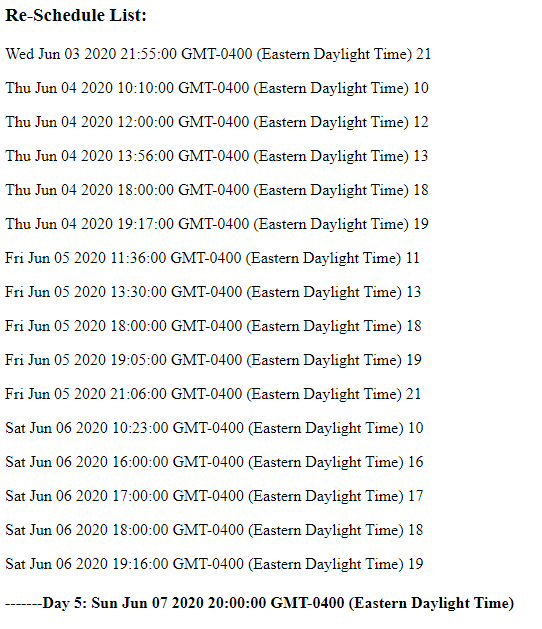 Re-Schedule List:
Wed Jun 03 2020 21:55:00 GMT-0400 (Eastern Daylight Time) 21
Thu Jun 04 2020 10:10:00 GMT-0400 (Eastern Daylight Time) 10
Thu Jun 04 2020 12:00:00 GMT-0400 (Eastern Daylight Time) 12
Thu Jun 04 2020 13:56:00 GMT-0400 (Eastern Daylight Time) 13
Thu Jun 04 2020 18:00:00 GMT-0400 (Eastern Daylight Time) 18
Thu Jun 04 2020 19:17:00 GMT-0400 (Eastern Daylight Time) 19
Fri Jun 05 2020 11:36:00 GMT-0400 (Eastern Daylight Time) 11
Fri Jun 05 2020 13:30:00 GMT-0400 (Eastern Daylight Time) 13
Fri Jun 05 2020 18:00:00 GMT-0400 (Eastern Daylight Time) 18
Fri Jun 05 2020 19:05:00 GMT-0400 (Eastern Daylight Time) 19
Fri Jun 05 2020 21:06:00 GMT-0400 (Eastern Daylight Time) 21
Sat Jun 06 2020 10:23:00 GMT-0400 (Eastern Daylight Time) 10
Sat Jun 06 2020 16:00:00 GMT-0400 (Eastern Daylight Time) 16
Sat Jun 06 2020 17:00:00 GMT-0400 (Eastern Daylight Time) 17
Sat Jun 06 2020 18:00:00 GMT-0400 (Eastern Daylight Time) 18
Sat Jun 06 2020 19:16:00 GMT-0400 (Eastern Daylight Time) 19
-------Day 5: Sun Jun 07 2020 20:00:00 GMT-0400 (Eastern Daylight Time)